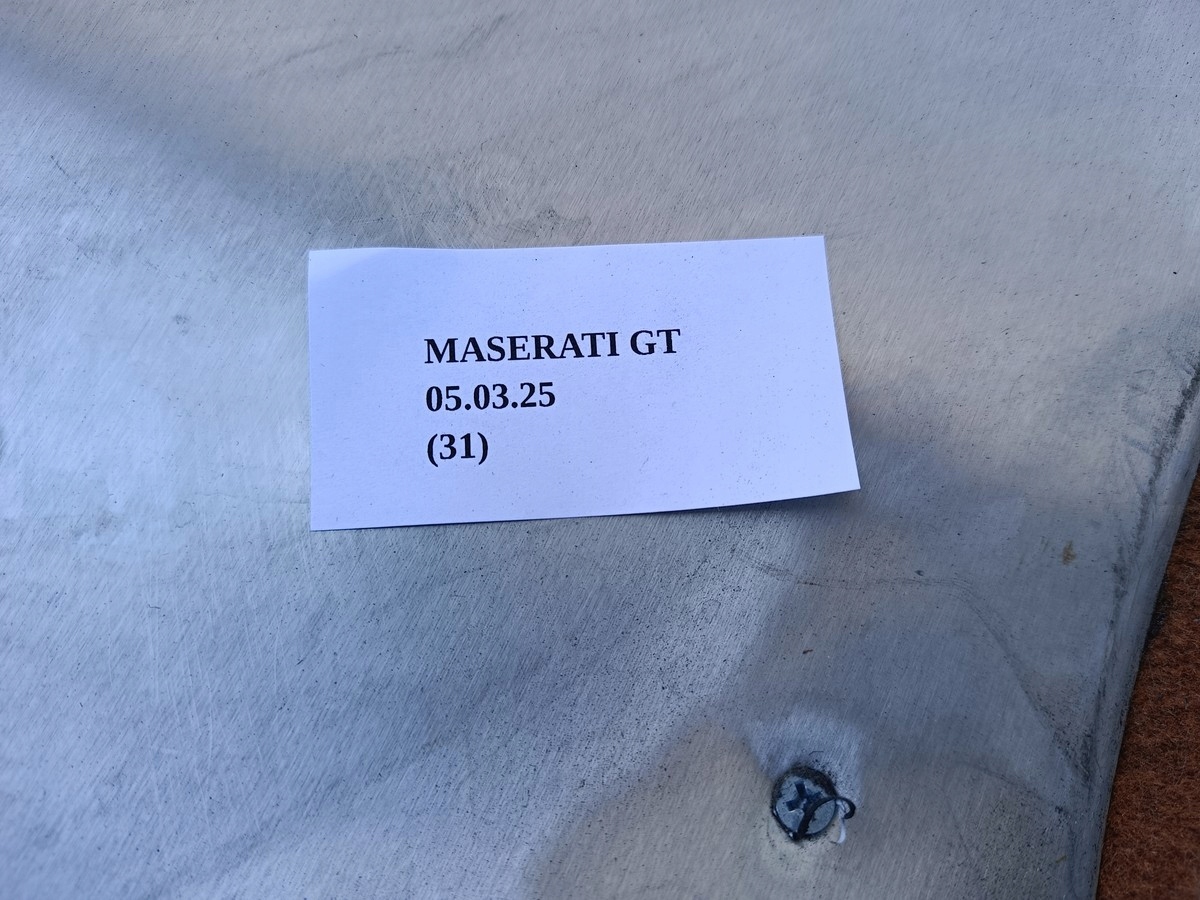 MASERATI GT
05.03.25
(31)